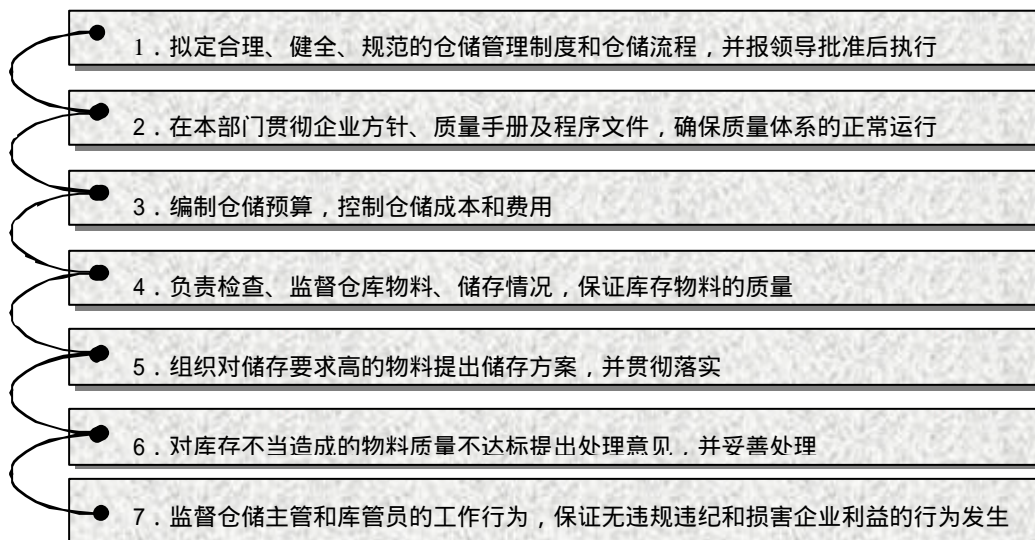 1．拟定合理、健全、规范的仓储管理制度和仓储流程，并报领导批准后执行
2．在本部门贯彻企业方针、质量手册及程序文件，确保质量体系的正常运行
3．编制仓储预算，控制仓储成本和费用
4．负责检查、监督仓库物料、储存情况，保证库存物料的质量
5．组织对储存要求高的物料提出储存方案，并贯彻落实
6．对库存不当造成的物料质量不达标提出处理意见，并妥善处理
7．监督仓储主管和库管员的工作行为，保证无违规违纪和损害企业利益的行为发生